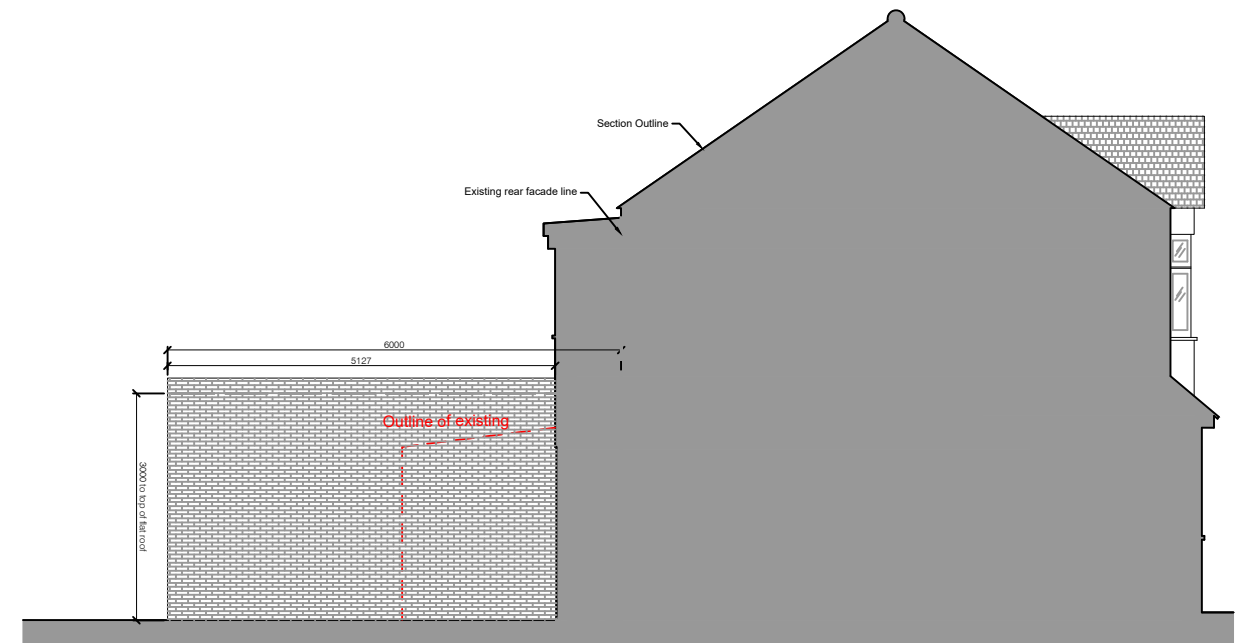 Section Outline
Existing rear facade line
6000
5127
Outline of existing
3000 to top of flat roof